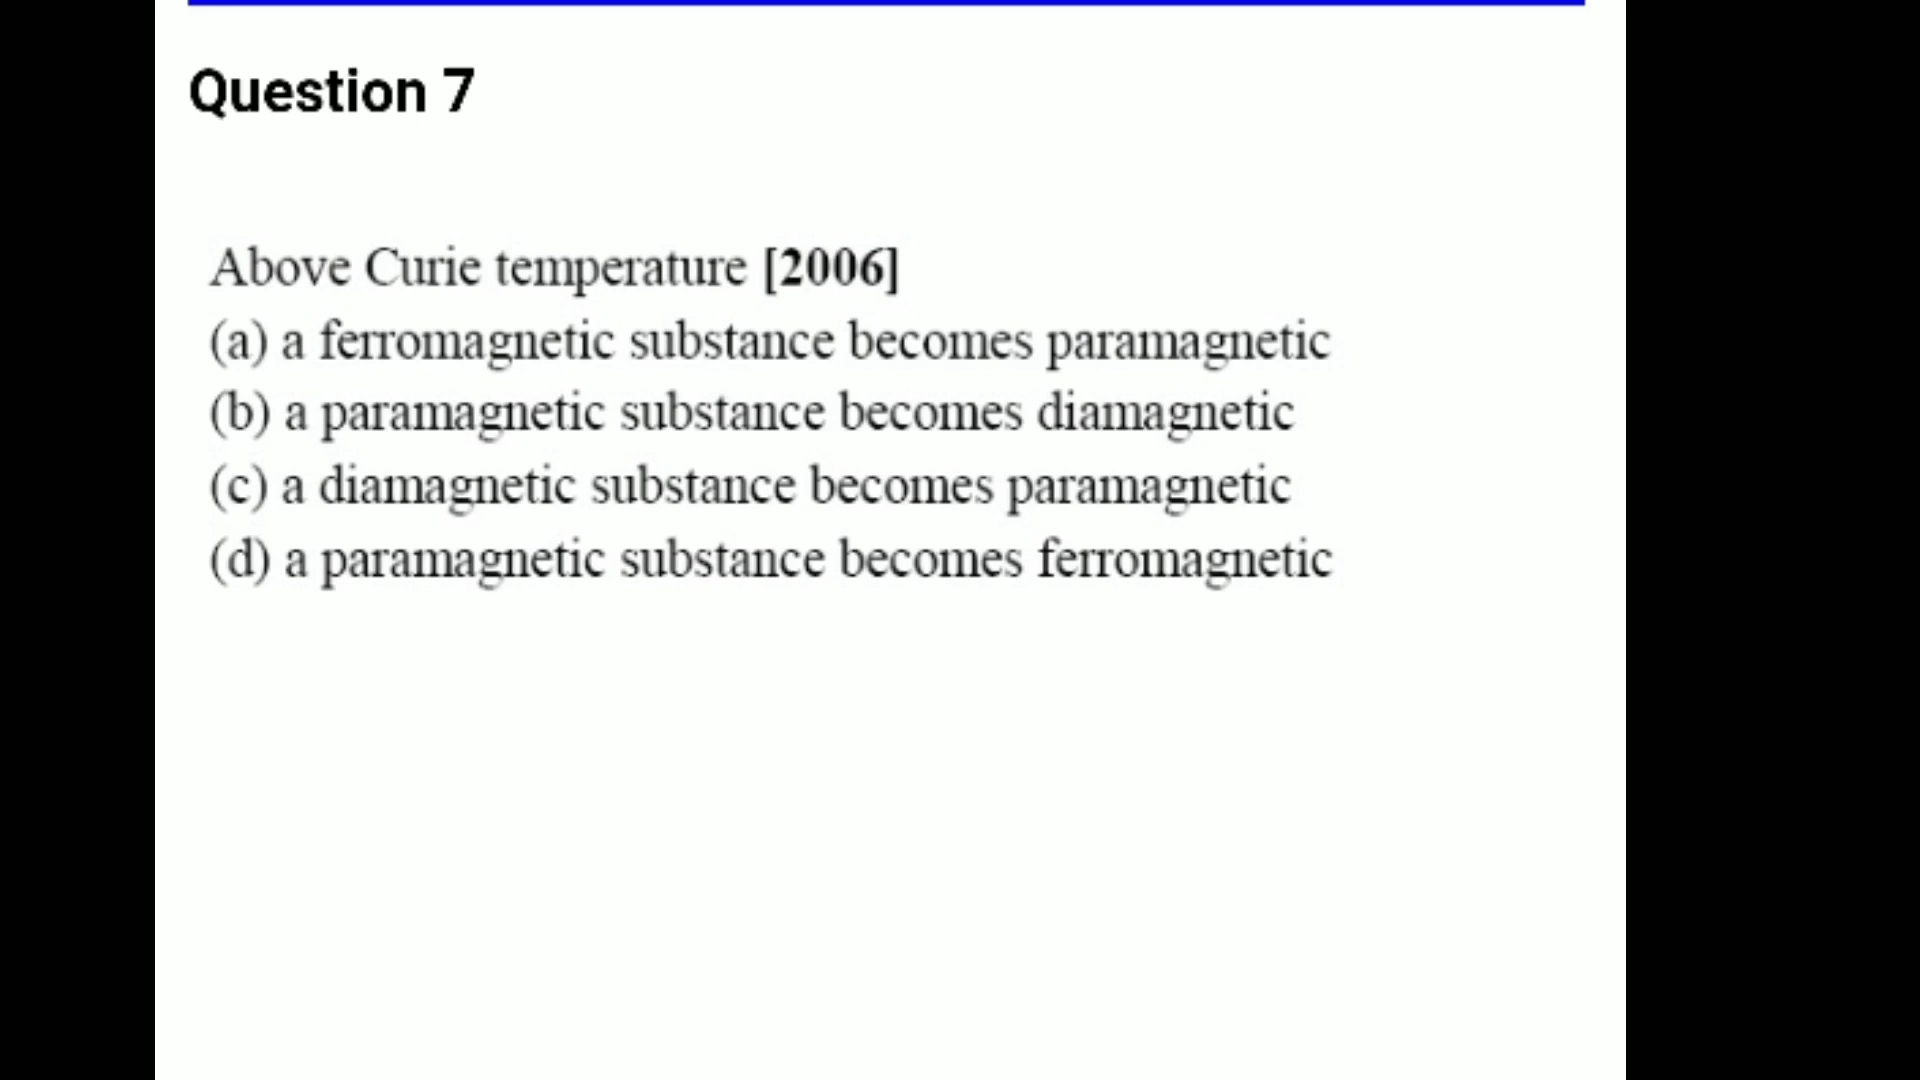 Question 7
Above Curie temperature [2006]
(a) a ferromagnetic substance becomes paramagnetic
(b) a paramagnetic substance becomes diamagnetic
(c) a diamagnetic substance becomes paramagnetic
(d) a paramagnetic substance becomes ferromagnetic